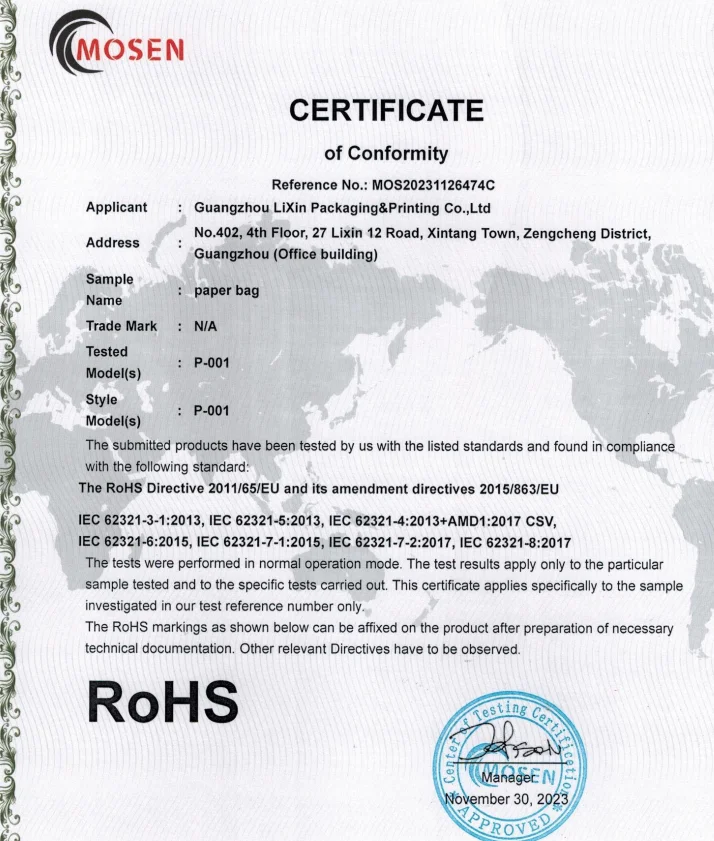 MOSEN
CERTIFICATE
of Conformity
Reference No.: MOS20231126474C
Applicant : Guangzhou LiXin Packaging&Printing Co.,Ltd
Address : No.402, 4th Floor, 27 Lixin 12 Road, Xintang Town, Zengcheng District,
Guangzhou (Office building)
Sample
Name : paper bag
Trade Mark : N/A
Tested
Model(s) : P-001
Style
Model(s) : P-001
The submitted products have been tested by us with the listed standards and found in compliance
with the following standard:
The RoHS Directive 2011/65/EU and its amendment directives 2015/863/EU
IEC 62321-3-1:2013, IEC 62321-5:2013, IEC 62321-4:2013+AMD1:2017 CSV,
IEC 62321-6:2015, IEC 62321-7-1:2015, IEC 62321-7-2:2017, IEC 62321-8:2017
The tests were performed in normal operation mode. The test results apply only to the particular
sample tested and to the specific tests carried out. This certificate applies specifically to the sample
investigated in our test reference number only.
The RoHS markings as shown below can be affixed on the product after preparation of necessary
technical documentation. Other relevant Directives have to be observed.
RoHS
Center of Testing Certification
MOSEN
Manager
November 30, 2023
APPROVED